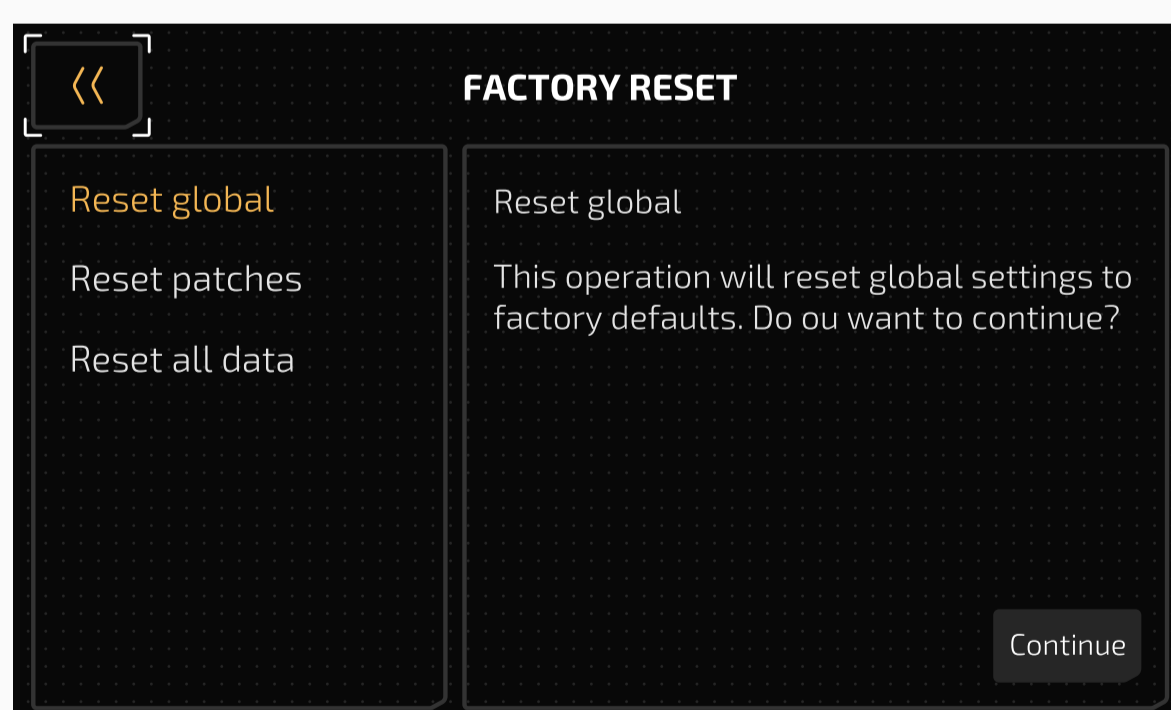 FACTORY RESET
Reset global
Reset patches
Reset all data
Reset global
This operation will reset global settings to
factory defaults. Do ou want to continue?
Continue